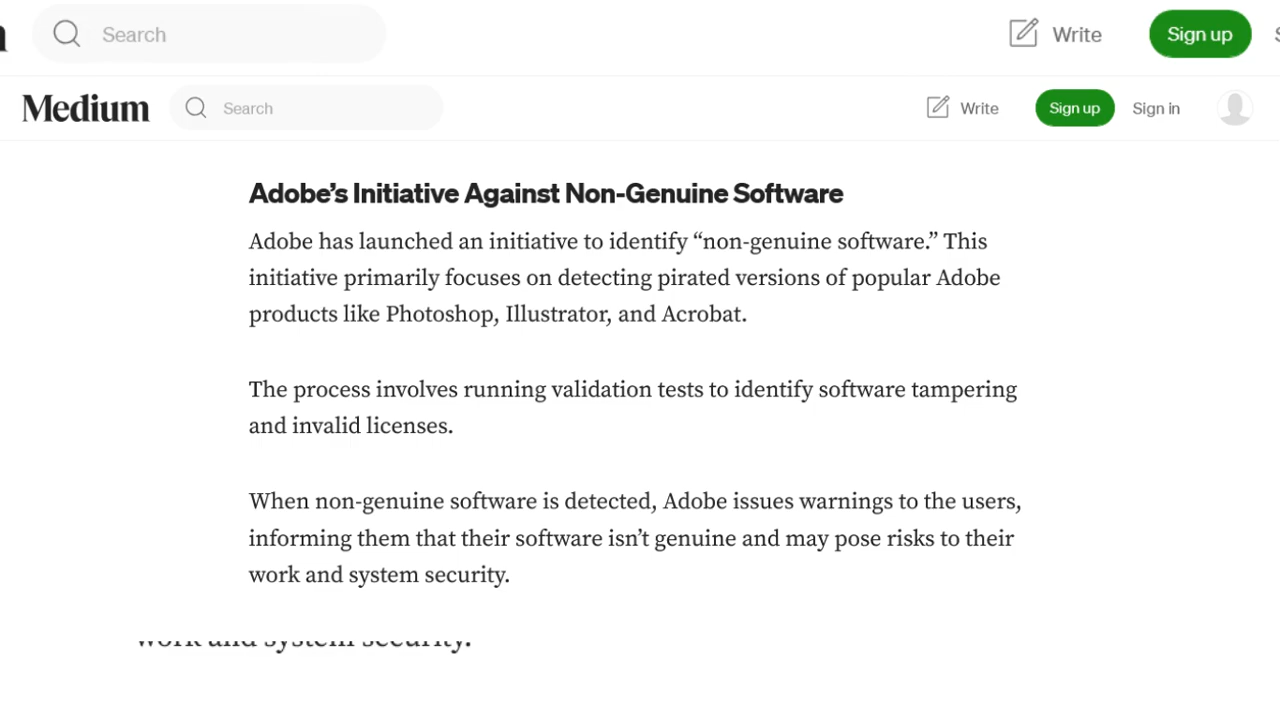 Search
Write
Sign up
Medium
Search
Write
Sign up
Sign in
Adobe’s Initiative Against Non-Genuine Software
Adobe has launched an initiative to identify “non-genuine software.” This
initiative primarily focuses on detecting pirated versions of popular Adobe
products like Photoshop, Illustrator, and Acrobat.
The process involves running validation tests to identify software tampering
and invalid licenses.
When non-genuine software is detected, Adobe issues warnings to the users,
informing them that their software isn’t genuine and may pose risks to their
work and system security.
work and system security.